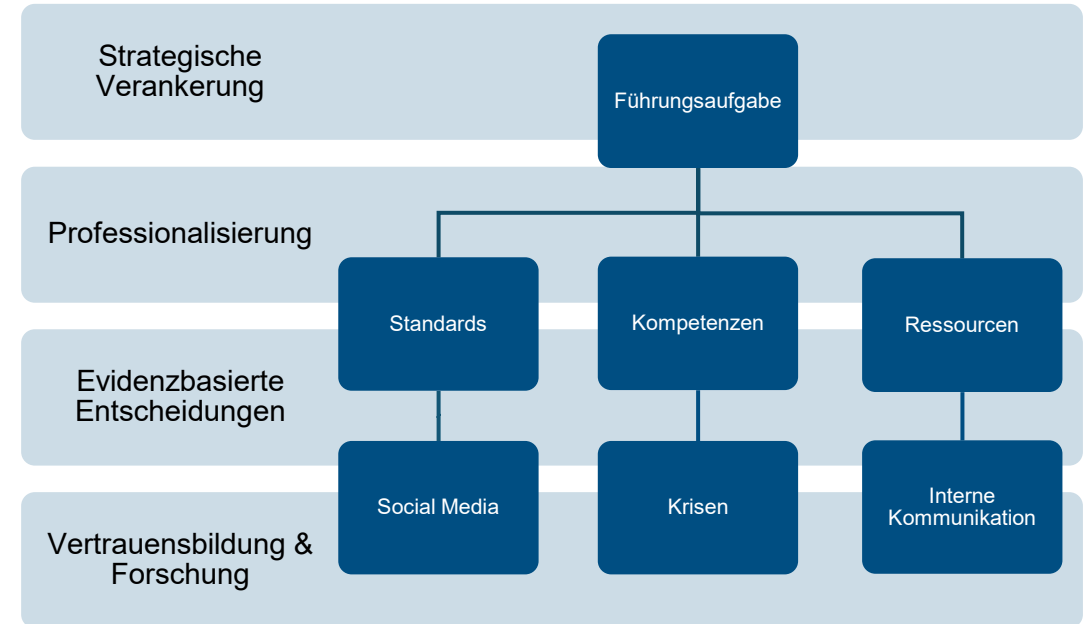 Strategische
Verankerung
Führungsaufgabe
Professionalisierung
Standards
Kompetenzen
Ressourcen
Evidenzbasierte
Entscheidungen
Social Media
Krisen
Interne
Kommunikation
Vertrauensbildung &
Forschung